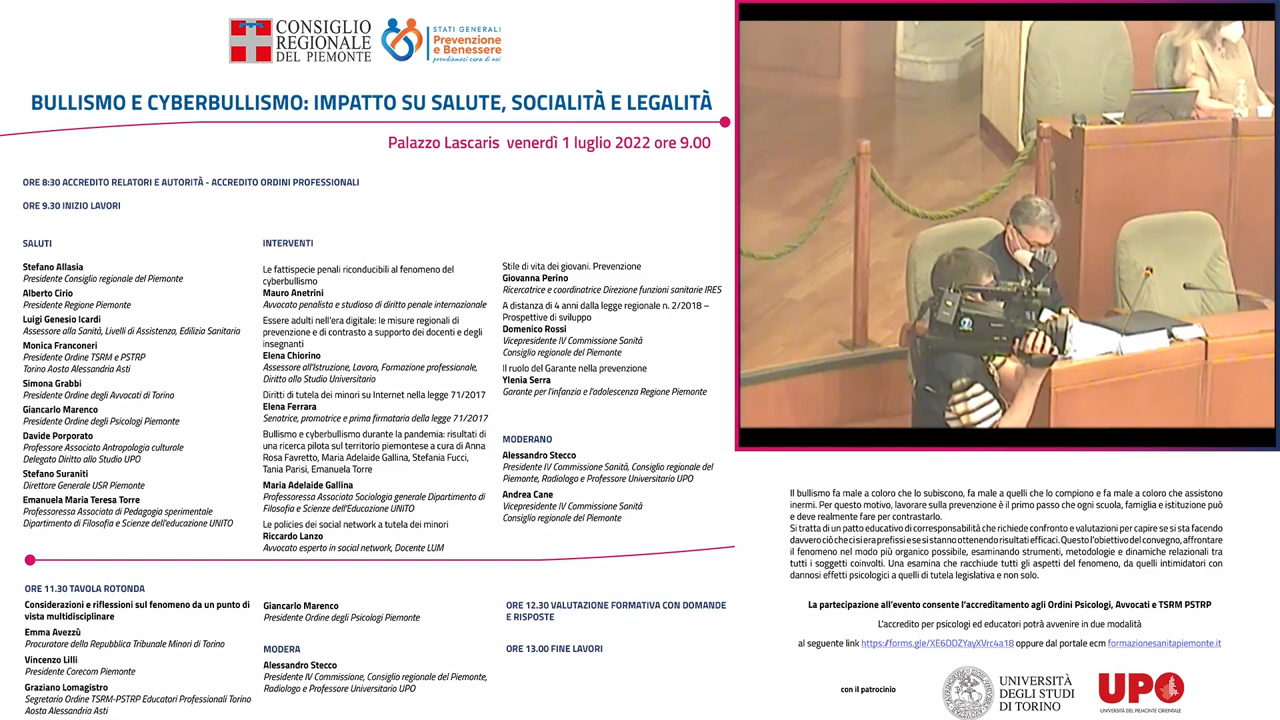 CONSIGLIO
REGIONALE
DEL PIEMONTE
STATI GENERALI
Prevenzione
e Benessere
prendiamoci cura di noi
BULLISMO E CYBERBULLISMO: IMPATTO SU SALUTE, SOCIALITÀ E LEGALITÀ
Palazzo Lascaris venerdì 1 luglio 2022 ore 9.00
ORE 8:30 ACCREDITO RELATORI E AUTORITÀ - ACCREDITO ORDINI PROFESSIONALI
ORE 9.30 INIZIO LAVORI
SALUTI
Stefano Allasia
Presidente Consiglio regionale del Piemonte
Alberto Cirio
Presidente Regione Piemonte
Luigi Genesio Icardi
Assessore alla Sanità, Livelli di Assistenza, Edilizia Sanitaria
Monica Franconeri
Presidente Ordine TSRM e PSTRP
Torino Aosta Alessandria Asti
Simona Grabbi
Presidente Ordine degli Avvocati di Torino
Giancarlo Marenco
Presidente Ordine degli Psicologi Piemonte
Davide Porporato
Professore Associato Antropologia culturale
Delegato Diritto allo Studio UPO
Stefano Suraniti
Direttore Generale USR Piemonte
Emanuela Maria Teresa Torre
Professoressa Associata di Pedagogia sperimentale
Dipartimento di Filosofia e Scienze dell'educazione UNITO
INTERVENTI
Le fattispecie penali riconducibili al fenomeno del
cyberbullismo
Mauro Anetrini
Avvocato penalista e studioso di diritto penale internazionale
Essere adulti nell'era digitale: le misure regionali di
prevenzione e di contrasto a supporto dei docenti e degli
insegnanti
Elena Chiorino
Assessore all'Istruzione, Lavoro, Formazione professionale,
Diritto allo Studio Universitario
Diritti di tutela dei minori su Internet nella legge 71/2017
Elena Ferrara
Senatrice, promotrice e prima firmataria della legge 71/2017
Bullismo e cyberbullismo durante la pandemia: risultati di
una ricerca pilota sul territorio piemontese a cura di Anna
Rosa Favretto, Maria Adelaide Gallina, Stefania Fucci,
Tania Parisi, Emanuela Torre
Maria Adelaide Gallina
Professoressa Associata Sociologia generale Dipartimento di
Filosofia e Scienze dell'Educazione UNITO
Le policies dei social network a tutela dei minori
Riccardo Lanzo
Avvocato esperto in social network, Docente LUM
Stile di vita dei giovani. Prevenzione
Giovanna Perino
Ricercatrice e coordinatrice Direzione funzioni sanitarie IRES
A distanza di 4 anni dalla legge regionale n. 2/2018 –
Prospettive di sviluppo
Domenico Rossi
Vicepresidente IV Commissione Sanità
Consiglio regionale del Piemonte
Il ruolo del Garante nella prevenzione
Ylenia Serra
Garante per l'infanzia e l'adolescenza Regione Piemonte
MODERANO
Alessandro Stecco
Presidente IV Commissione Sanità, Consiglio regionale del
Piemonte, Radiologo e Professore Universitario UPO
Andrea Cane
Vicepresidente IV Commissione Sanità
Consiglio regionale del Piemonte
ORE 11.30 TAVOLA ROTONDA
Considerazioni e riflessioni sul fenomeno da un punto di
vista multidisciplinare
Emma Avezzù
Procuratore della Repubblica Tribunale Minori di Torino
Vincenzo Lilli
Presidente Corecom Piemonte
Graziano Lomagistro
Segretario Ordine TSRM-PSTRP Educatori Professionali Torino
Aosta Alessandria Asti
Giancarlo Marenco
Presidente Ordine degli Psicologi Piemonte
MODERA
Alessandro Stecco
Presidente IV Commissione, Consiglio regionale del Piemonte,
Radiologo e Professore Universitario UPO
ORE 12.30 VALUTAZIONE FORMATIVA CON DOMANDE
E RISPOSTE
ORE 13.00 FINE LAVORI
Il bullismo fa male a coloro che lo subiscono, fa male a quelli che lo compiono e fa male a coloro che assistono
inermi. Per questo motivo, lavorare sulla prevenzione è il primo passo che ogni scuola, famiglia e istituzione può
e deve realmente fare per contrastarlo.
Si tratta di un patto educativo di corresponsabilità che richiede confronto e valutazioni per capire se si sta facendo
davvero ciò che ci si era prefissi e se si stanno ottenendo risultati efficaci. Questo l'obiettivo del convegno, affrontare
il fenomeno nel modo più organico possibile, esaminando strumenti, metodologie e dinamiche relazionali tra
tutti i soggetti coinvolti. Una esamina che racchiude tutti gli aspetti del fenomeno, da quelli intimidatori con
dannosi effetti psicologici a quelli di tutela legislativa e non solo.
La partecipazione all'evento consente l'accreditamento agli Ordini Psicologi, Avvocati e TSRM PSTRP
L'accredito per psicologi ed educatori potrà avvenire in due modalità
al seguente link https://forms.gle/XE6DDZYayXVrc4a18 oppure dal portale ecm formazionesanitapiemonte.it
con il patrocinio
UNIVERSITÀ
DEGLI STUDI
DI TORINO
UPO
UNIVERSITÀ DEL PIEMONTE ORIENTALE